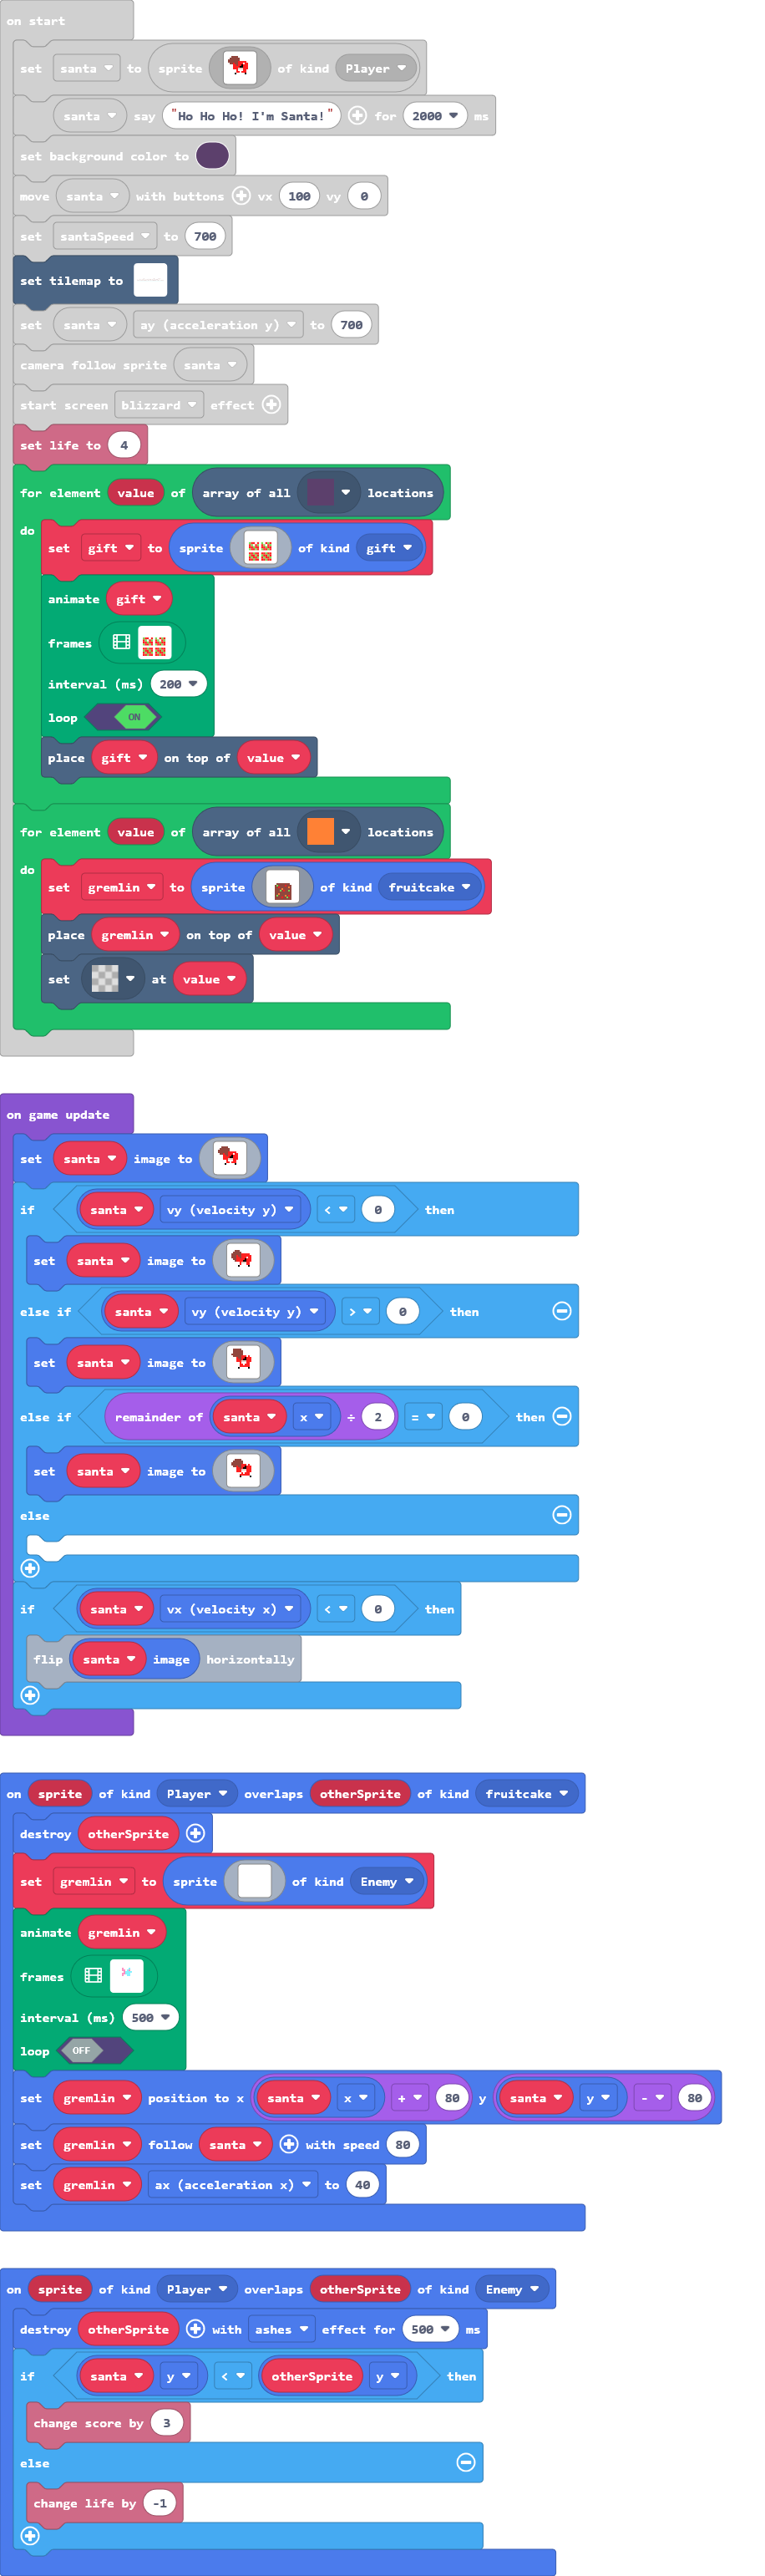 on start
set santa to sprite of kind Player
santa say "Ho Ho Ho! I'm Santa!" for 2000 ms
set background color to
move santa with buttons vx 100 vy 0
set santaSpeed to 700
set tilemap to
set santa ay (acceleration y) to 700
camera follow sprite santa
start screen blizzard effect
set life to 4
for element value of array of all locations
do
set gift to sprite of kind gift
animate gift
frames
interval (ms) 200
loop ON
place gift on top of value
for element value of array of all locations
do
set gremlin to sprite of kind fruitcake
place gremlin on top of value
set at value
on game update
set santa image to
if santa vy (velocity y) < 0 then
set santa image to
else if santa vy (velocity y) > 0 then
set santa image to
else if remainder of santa x ÷ 2 = 0 then
set santa image to
else
if santa vx (velocity x) < 0 then
flip santa image horizontally
on sprite of kind Player overlaps otherSprite of kind fruitcake
destroy otherSprite
set gremlin to sprite of kind Enemy
animate gremlin
frames
interval (ms) 500
loop OFF
set gremlin position to x santa x + 80 y santa y - 80
set gremlin follow santa with speed 80
set gremlin ax (acceleration x) to 40
on sprite of kind Player overlaps otherSprite of kind Enemy
destroy otherSprite with ashes effect for 500 ms
if santa y < otherSprite y then
change score by 3
else
change life by -1